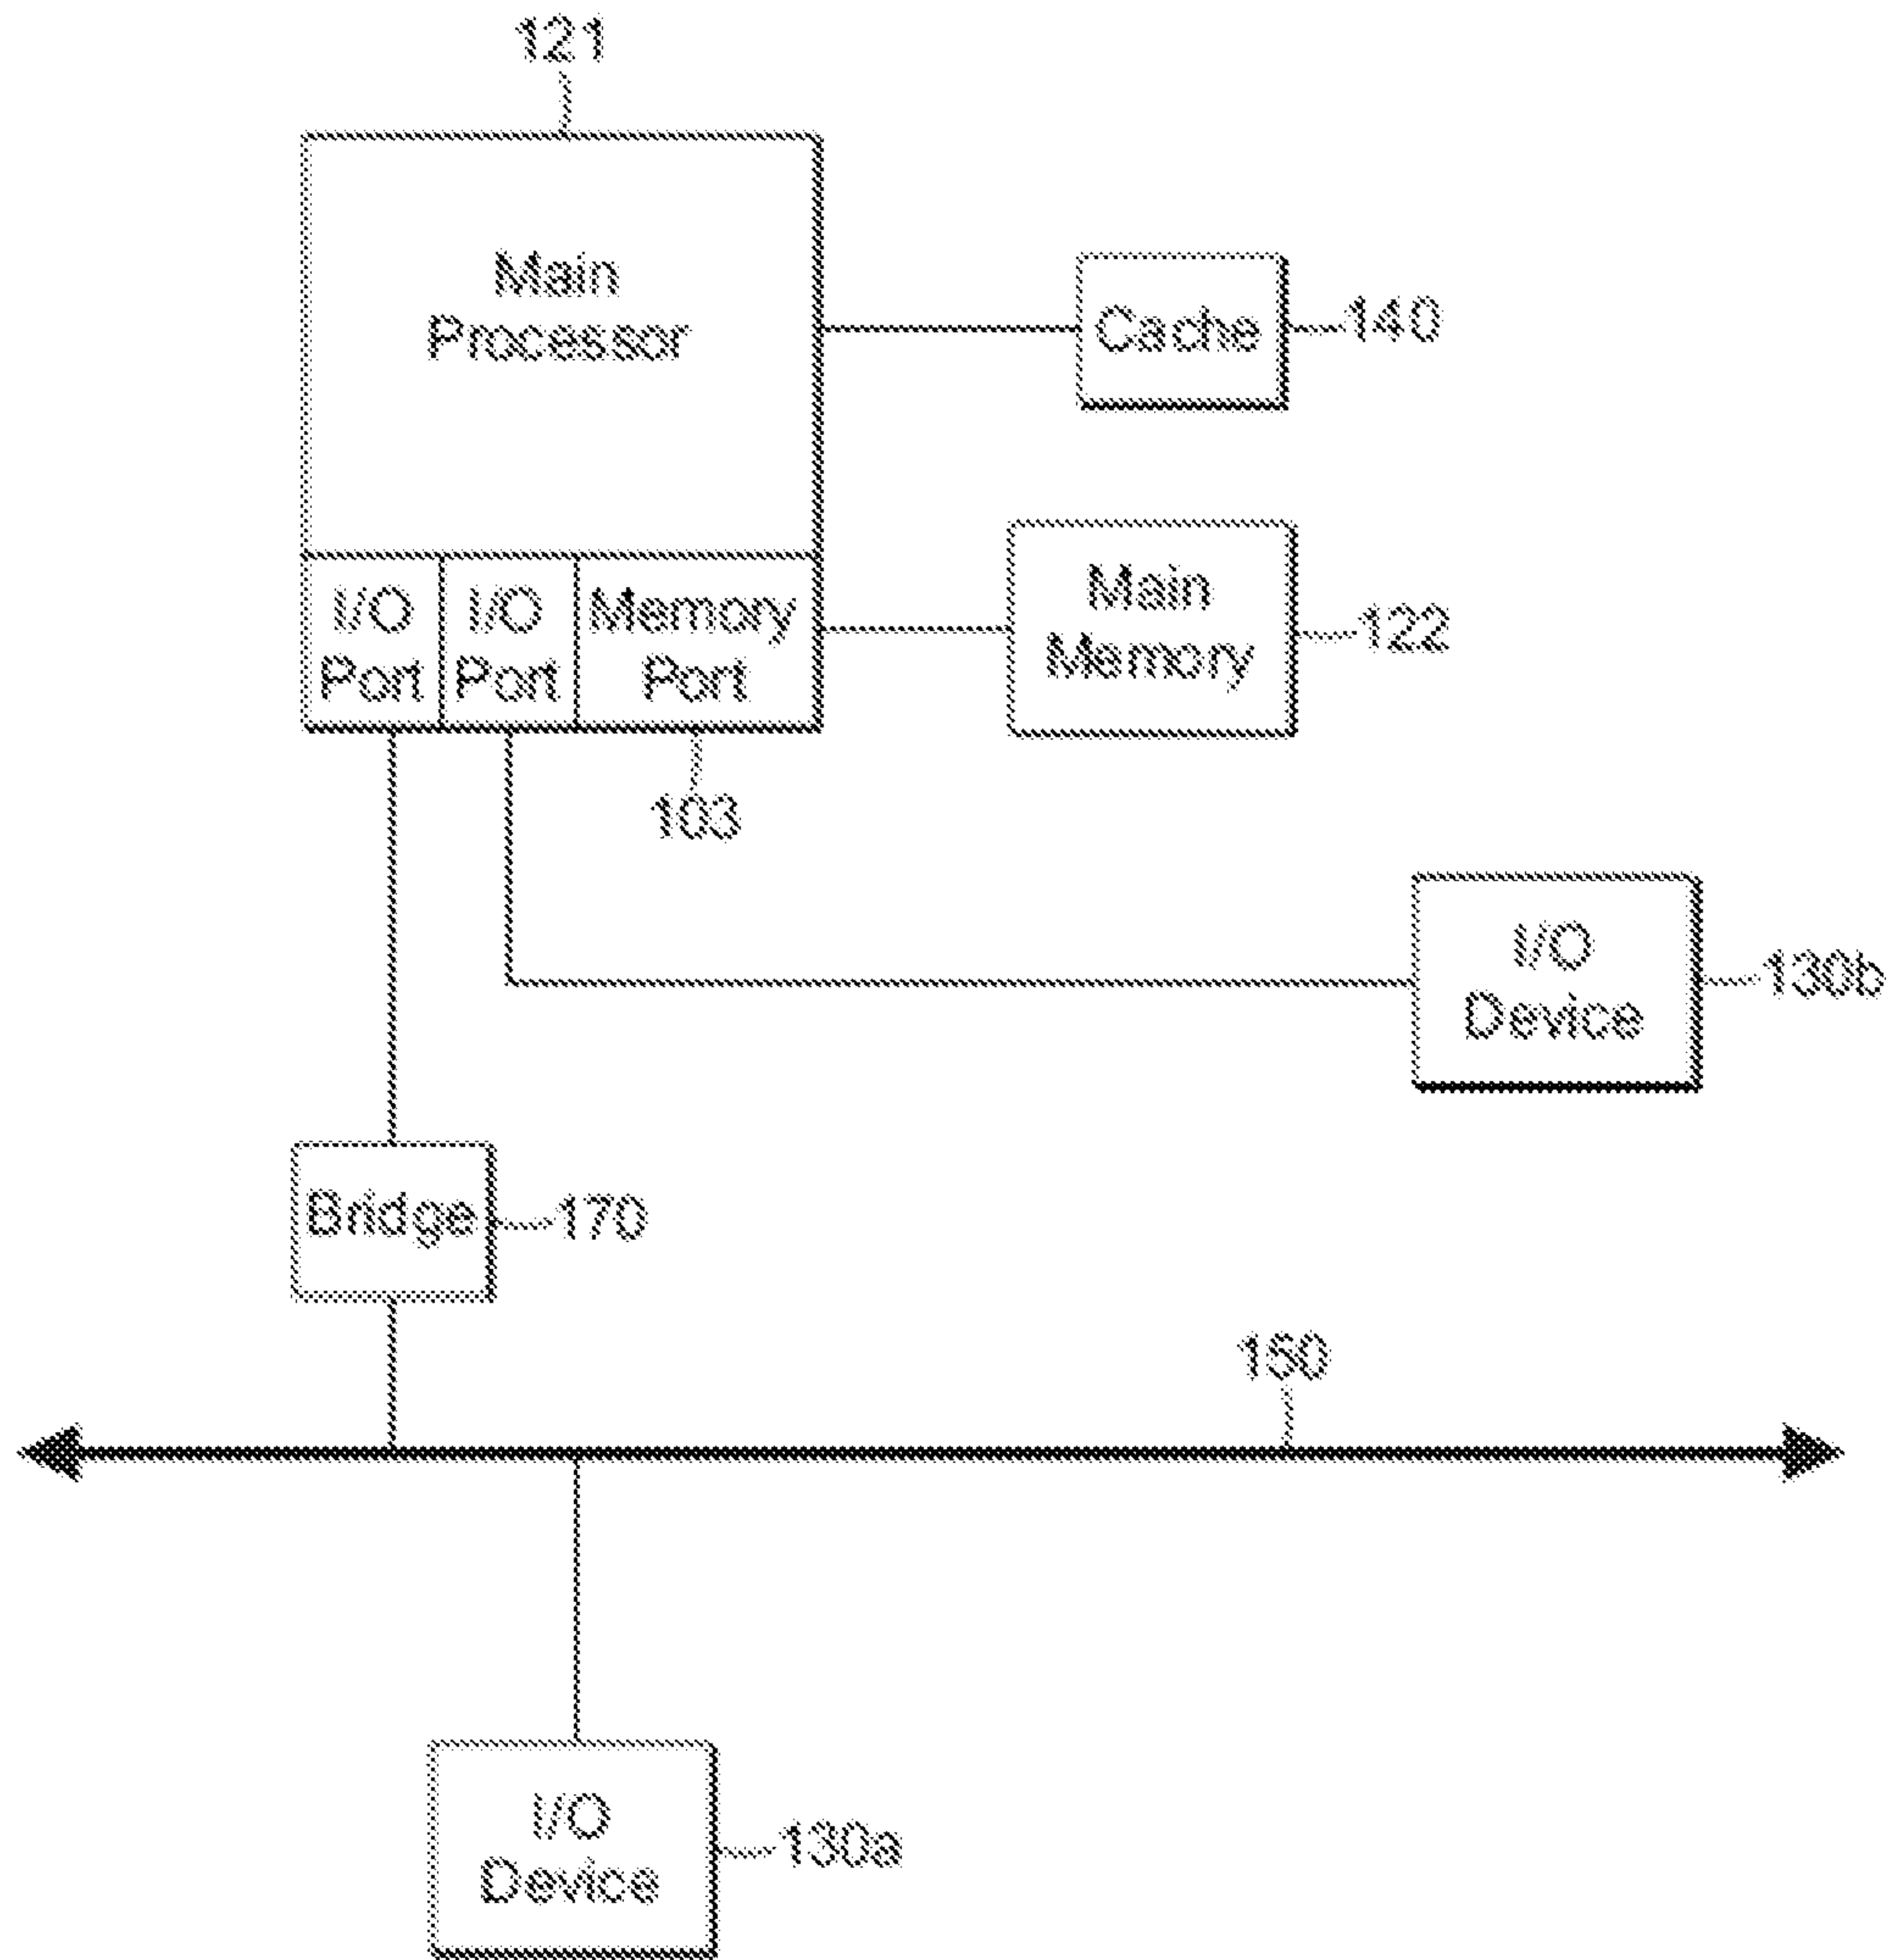 121
Main
Processor
Cache
140
I/O
Port
I/O
Port
Memory
Port
Main
Memory
122
103
I/O
Device
130b
Bridge
170
150
I/O
Device
130a